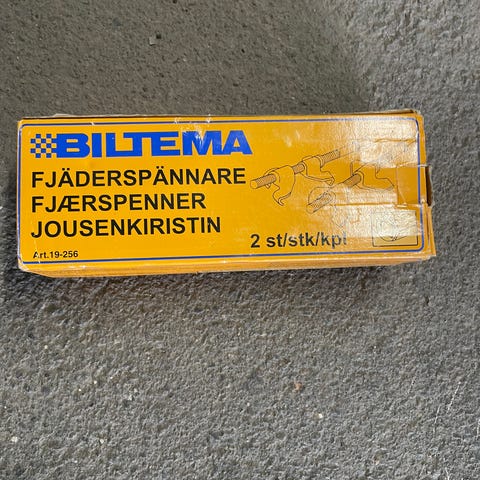 BILTEMA
FJÄDERSPÄNNARE
FJÆRSPENNER
JOUSENKIRISTIN
2 st/stk/kpl
Art.19-256